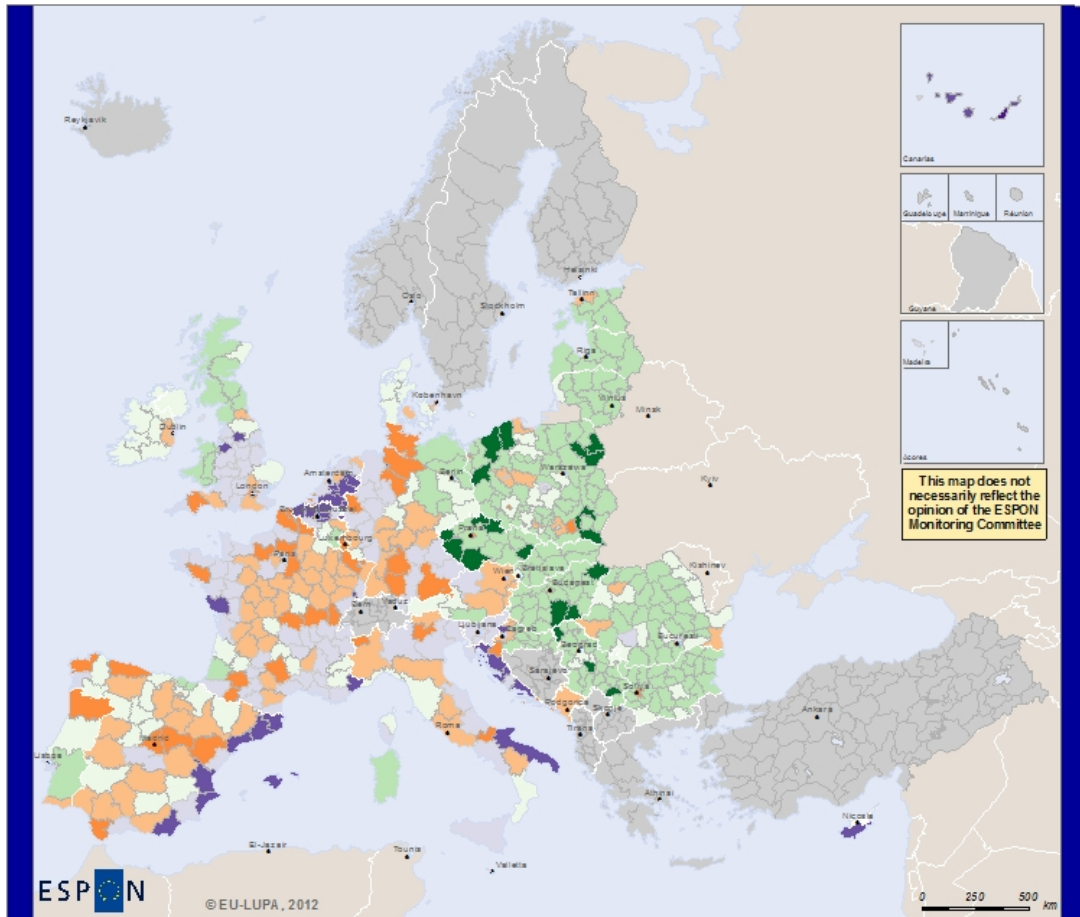 Reykjavik
Canarias
Guadeloupe
Martinique
Réunion
Helsinki
Tallinn
Oslo
Stockholm
Guyane
Riga
Madeira
København
Vilnius
Minsk
Dublin
Acores
Berlin
Warszawa
Amsterdam
London
Kyiv
This map does not
necessarily reflect the
opinion of the ESPON
Monitoring Committee
Praha
Luxembourg
Paris
Kishinev
Wien
Bratislava
Budapest
Bern
Vaduz
Ljubljana
Zagreb
Bucuresti
Beograd
Sarajevo
Sofiya
Podgorica
Skopje
Ankara
Roma
Tirana
Madrid
Lisboa
Athinai
Nicosia
El-Jazair
Tounis
Valletta
ESPON
© EU-LUPA, 2012
0 250 500
km